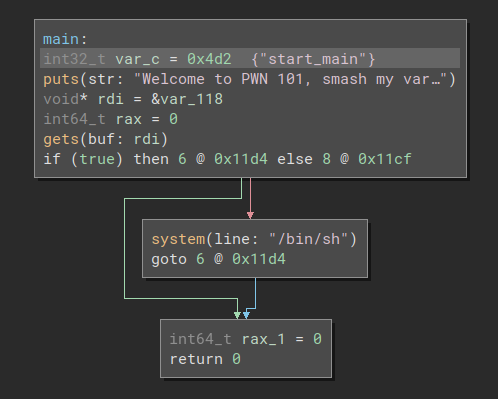 main:
int32_t var_c = 0x4d2  {"start_main"}
puts(str: "Welcome to PWN 101, smash my var…")
void* rdi = &var_118
int64_t rax = 0
gets(buf: rdi)
if (true) then 6 @ 0x11d4 else 8 @ 0x11cf
system(line: "/bin/sh")
goto 6 @ 0x11d4
int64_t rax_1 = 0
return 0